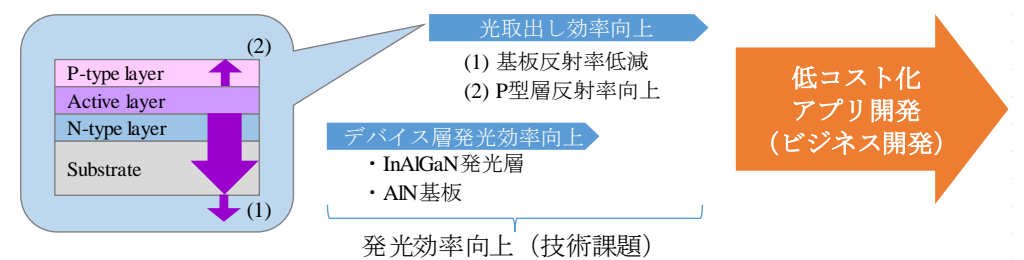 (2)
P-type layer
Active layer
N-type layer
Substrate
(1)
光取出し効率向上
(1) 基板反射率低減
(2) P型層反射率向上
デバイス層発光効率向上
・InAlGaN発光層
・AlN基板
発光効率向上（技術課題）
低コスト化
アプリ開発
（ビジネス開発）